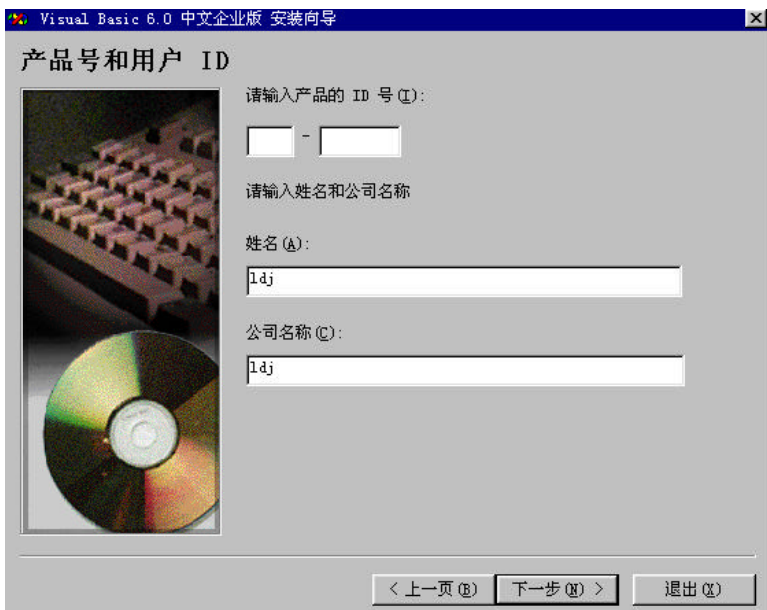 Visual Basic 6.0 中文企业版 安装向导
产品号和用户 ID
请输入产品的 ID 号(I):
-
请输入姓名和公司名称
姓名(A):
ldj
公司名称(C):
ldj
< 上一页(B) 下一步(N) > 退出(X)